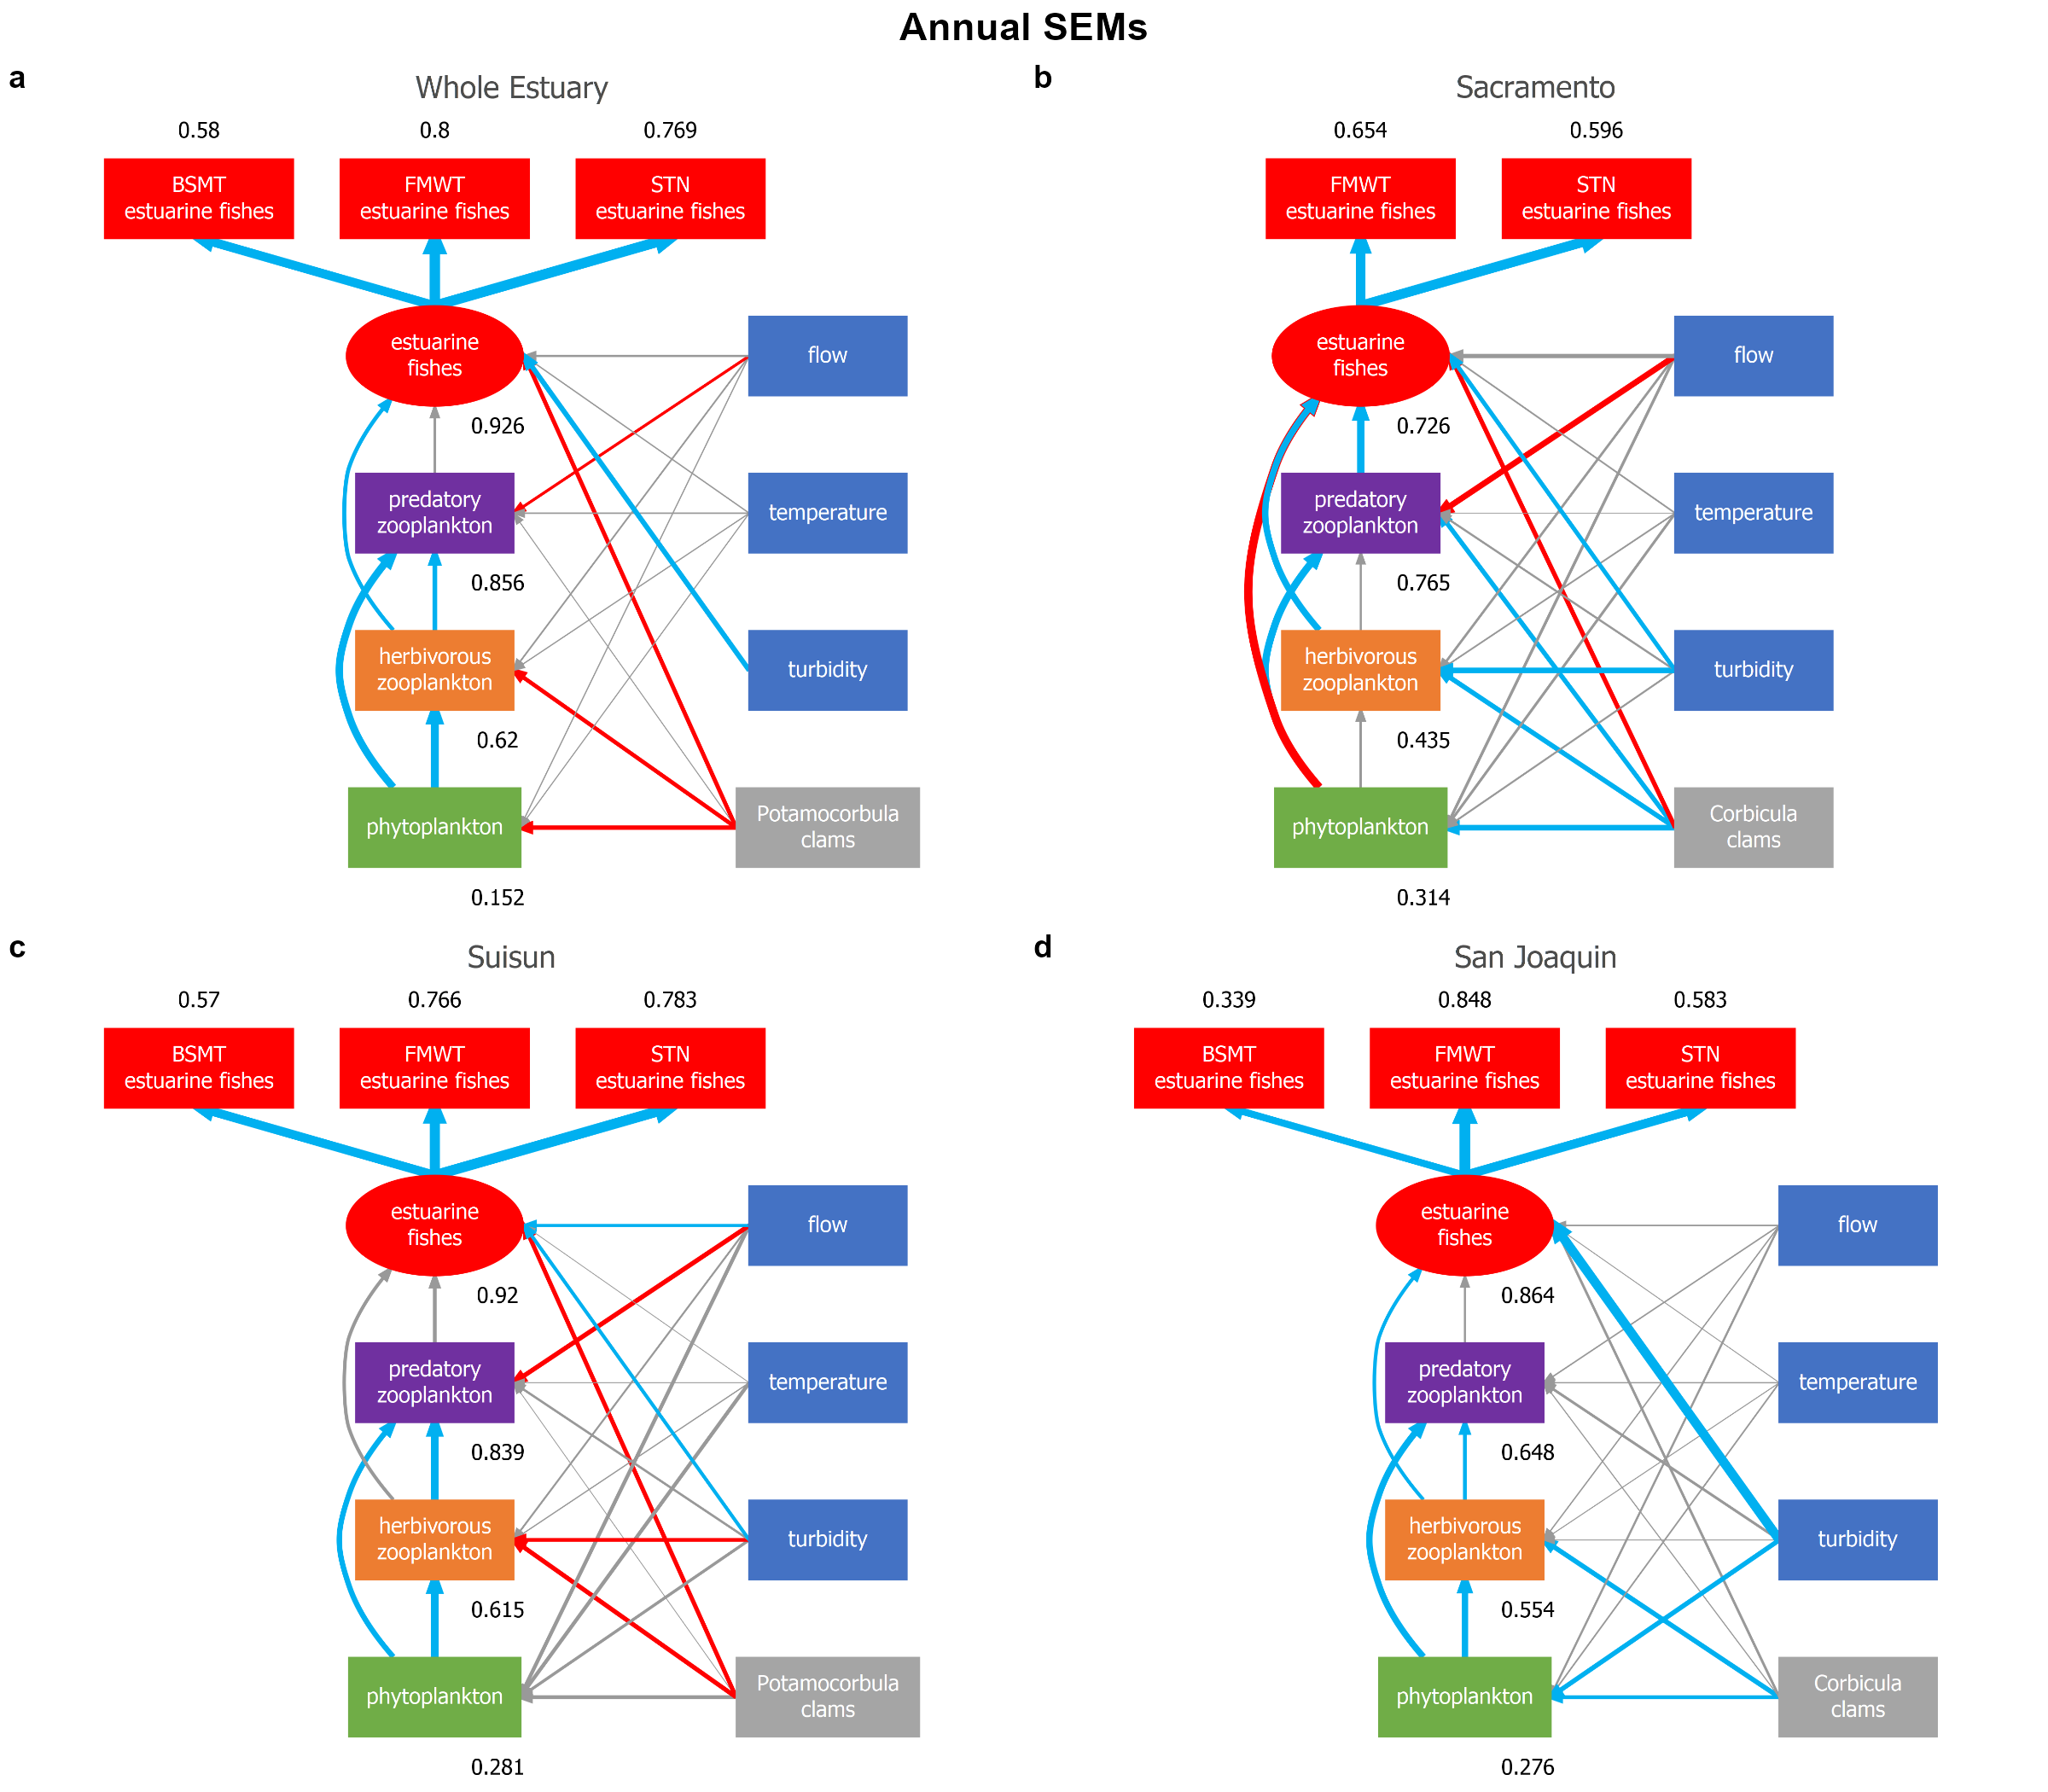 Annual SEMs
a
Whole Estuary
0.58
0.8
0.769
BSMT
estuarine fishes
FMWT
estuarine fishes
STN
estuarine fishes
estuarine
fishes
flow
0.926
predatory
zooplankton
temperature
0.856
herbivorous
zooplankton
turbidity
0.62
phytoplankton
Potamocorbula
clams
0.152
b
Sacramento
0.654
0.596
FMWT
estuarine fishes
STN
estuarine fishes
estuarine
fishes
flow
0.726
predatory
zooplankton
temperature
0.765
herbivorous
zooplankton
turbidity
0.435
phytoplankton
Corbicula
clams
0.314
c
Suisun
0.57
0.766
0.783
BSMT
estuarine fishes
FMWT
estuarine fishes
STN
estuarine fishes
estuarine
fishes
flow
0.92
predatory
zooplankton
temperature
0.839
herbivorous
zooplankton
turbidity
0.615
phytoplankton
Potamocorbula
clams
0.281
d
San Joaquin
0.339
0.848
0.583
BSMT
estuarine fishes
FMWT
estuarine fishes
STN
estuarine fishes
estuarine
fishes
flow
0.864
predatory
zooplankton
temperature
0.648
herbivorous
zooplankton
turbidity
0.554
phytoplankton
Corbicula
clams
0.276